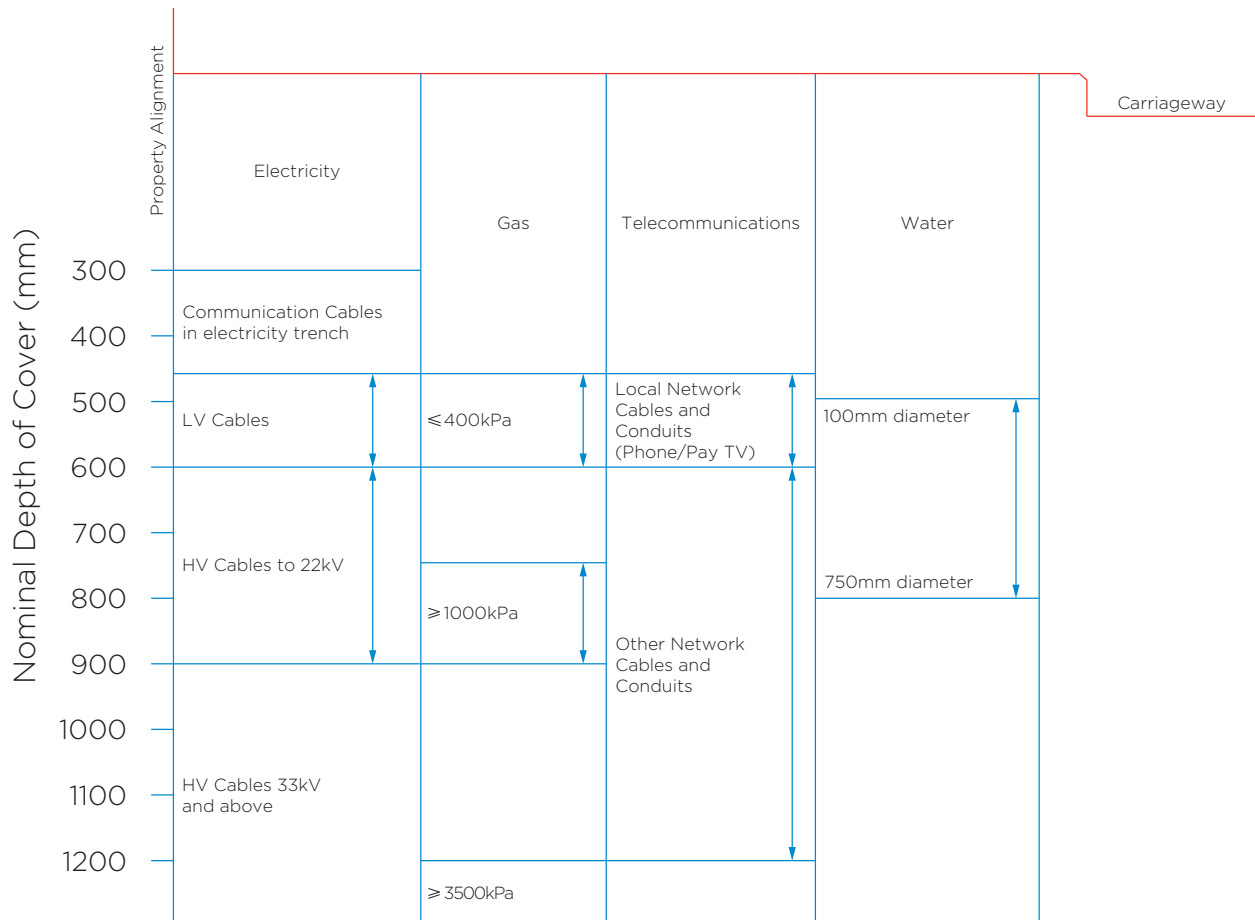 Property Alignment
Carriageway
Electricity
Gas
Telecommunications
Water
Nominal Depth of Cover (mm)
300
400
500
600
700
800
900
1000
1100
1200
Communication Cables
in electricity trench
LV Cables
HV Cables to 22kV
HV Cables 33kV
and above
≤400kPa
≥1000kPa
≥3500kPa
Local Network
Cables and
Conduits
(Phone/Pay TV)
Other Network
Cables and
Conduits
100mm diameter
750mm diameter